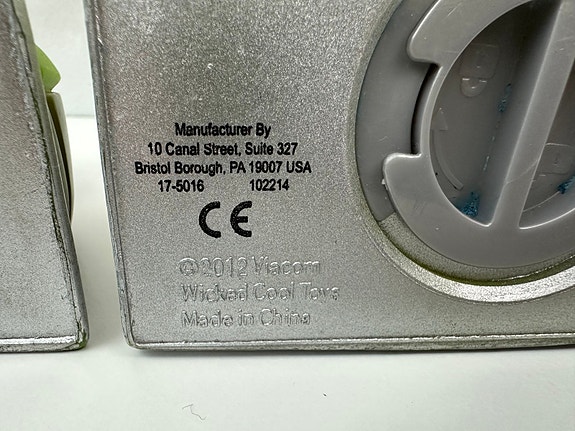 Manufacturer By
10 Canal Street, Suite 327
Bristol Borough, PA 19007 USA
17-5016 102214
CE
©2012 Viacom
Wicked Cool Toys
Made in China